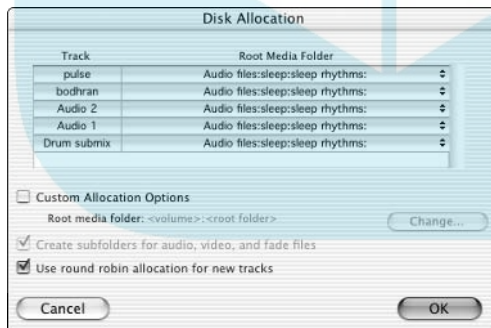 Disk Allocation
Track Root Media Folder
pulse Audio files:sleep:sleep rhythms:
bodhran Audio files:sleep:sleep rhythms:
Audio 2 Audio files:sleep:sleep rhythms:
Audio 1 Audio files:sleep:sleep rhythms:
Drum submix Audio files:sleep:sleep rhythms:
Custom Allocation Options
Root media folder: <volume>:<root folder>
Change...
Create subfolders for audio, video, and fade files
Use round robin allocation for new tracks
Cancel OK